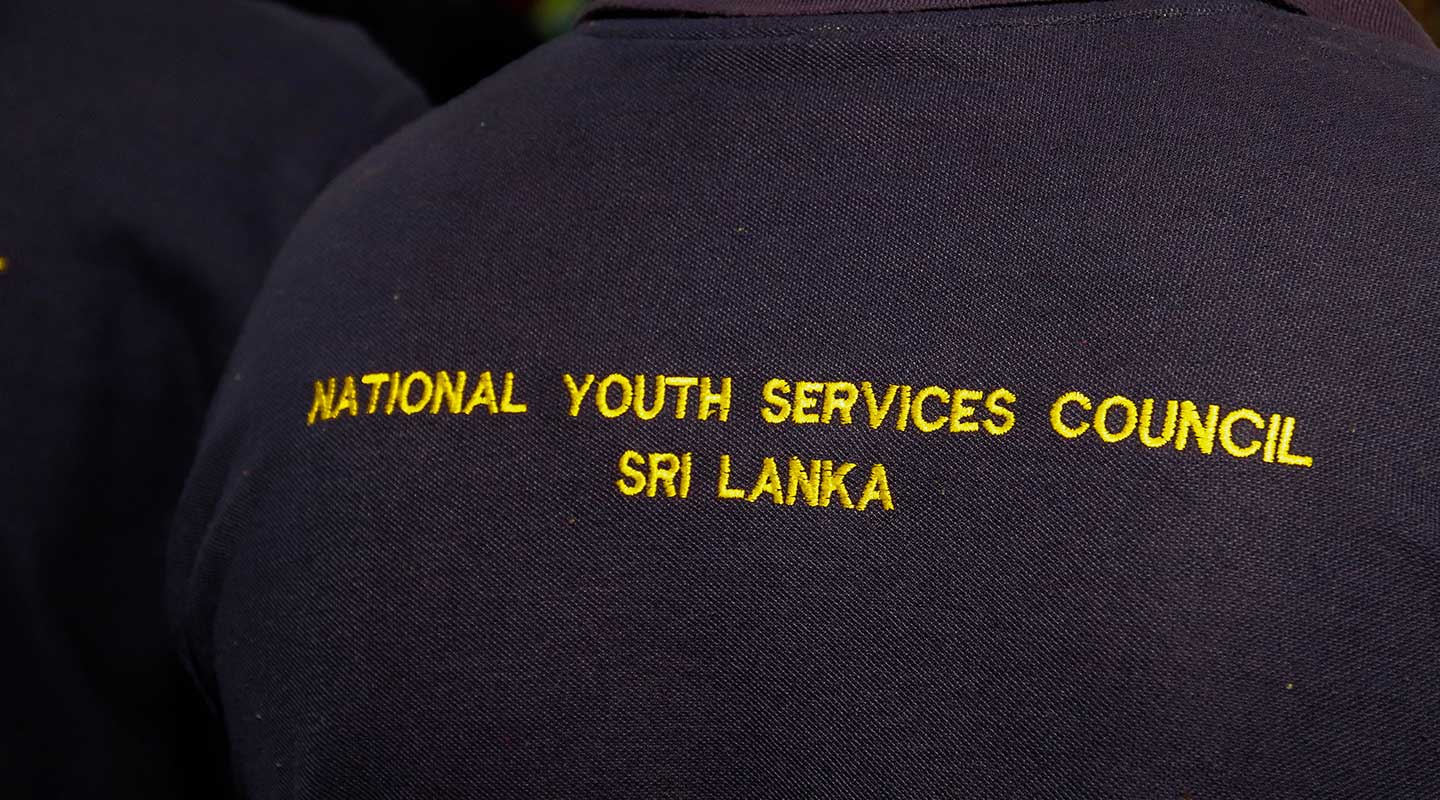 NATIONAL YOUTH SERVICES COUNCIL
SRI LANKA